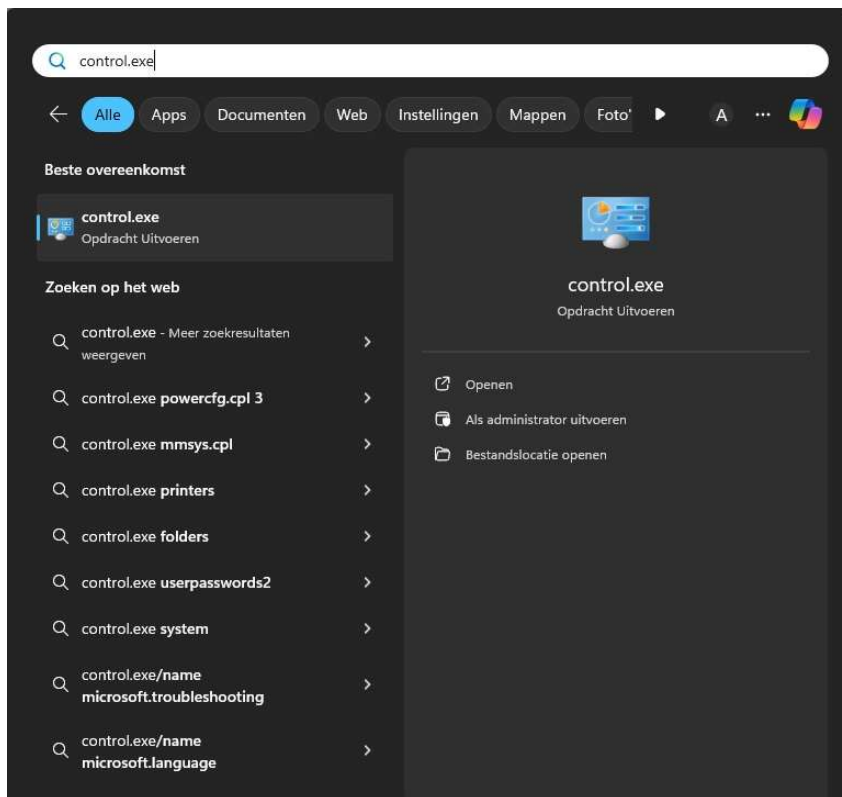 control.exe
Alle Apps Documenten Web Instellingen Mappen Foto' A ...
Beste overeenkomst
control.exe
Opdracht Uitvoeren
Zoeken op het web
control.exe - Meer zoekresultaten
weergeven
control.exe powercfg.cpl 3
control.exe mmsys.cpl
control.exe printers
control.exe folders
control.exe userpasswords2
control.exe system
control.exe/name
microsoft.troubleshooting
control.exe/name
microsoft.language
control.exe
Opdracht Uitvoeren
Openen
Als administrator uitvoeren
Bestandslocatie openen